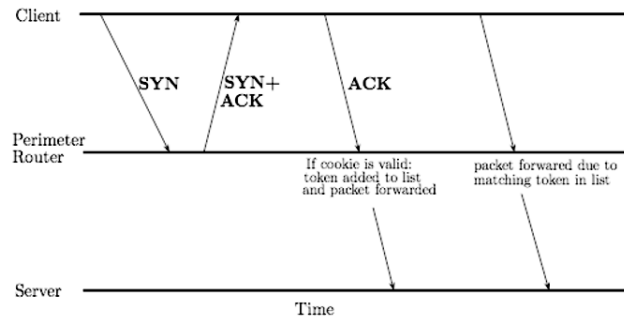 Client
SYN
SYN+
ACK
ACK
Perimeter
Router
If cookie is valid:
token added to list
and packet forwarded
packet forwared due to
matching token in list
Server
Time